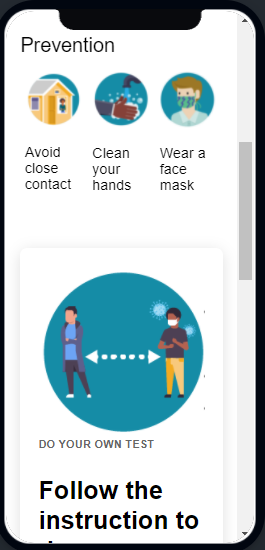 Prevention
Avoid close contact
Clean your hands
Wear a face mask
DO YOUR OWN TEST
Follow the
instruction to